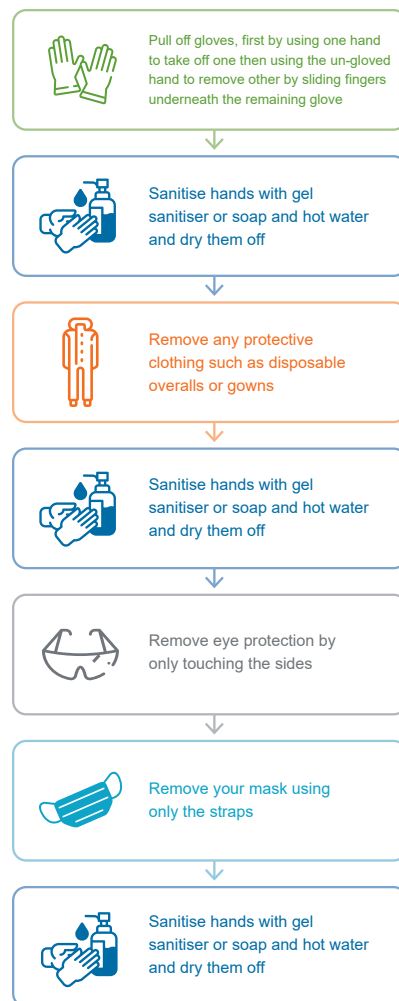 Pull off gloves, first by using one hand
to take off one then using the un-gloved
hand to remove other by sliding fingers
underneath the remaining glove
Sanitise hands with gel
sanitiser or soap and hot water
and dry them off
Remove any protective
clothing such as disposable
overalls or gowns
Sanitise hands with gel
sanitiser or soap and hot water
and dry them off
Remove eye protection by
only touching the sides
Remove your mask using
only the straps
Sanitise hands with gel
sanitiser or soap and hot water
and dry them off